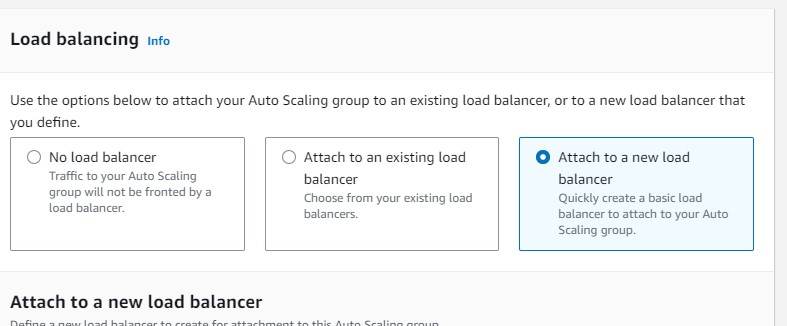 Load balancing Info
Use the options below to attach your Auto Scaling group to an existing load balancer, or to a new load balancer that
you define.
No load balancer
Traffic to your Auto Scaling
group will not be fronted by a
load balancer.
Attach to an existing load
balancer
Choose from your existing load
balancers.
Attach to a new load
balancer
Quickly create a basic load
balancer to attach to your Auto
Scaling group.
Attach to a new load balancer
Define a new load balancer to create for attachment to this Auto Scaling group.